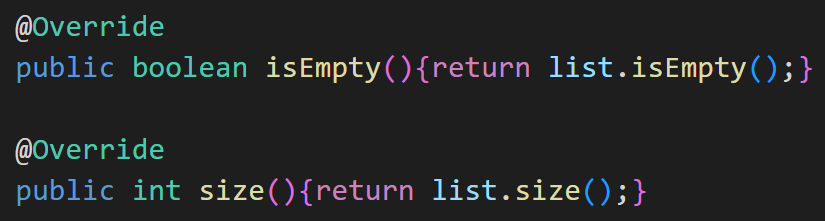 @Override
public boolean isEmpty(){return list.isEmpty();}
@Override
public int size(){return list.size();}